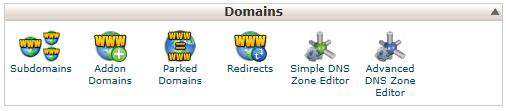 Domains
Subdomains
Addon
Domains
Parked
Domains
Redirects
Simple DNS
Zone Editor
Advanced
DNS Zone
Editor